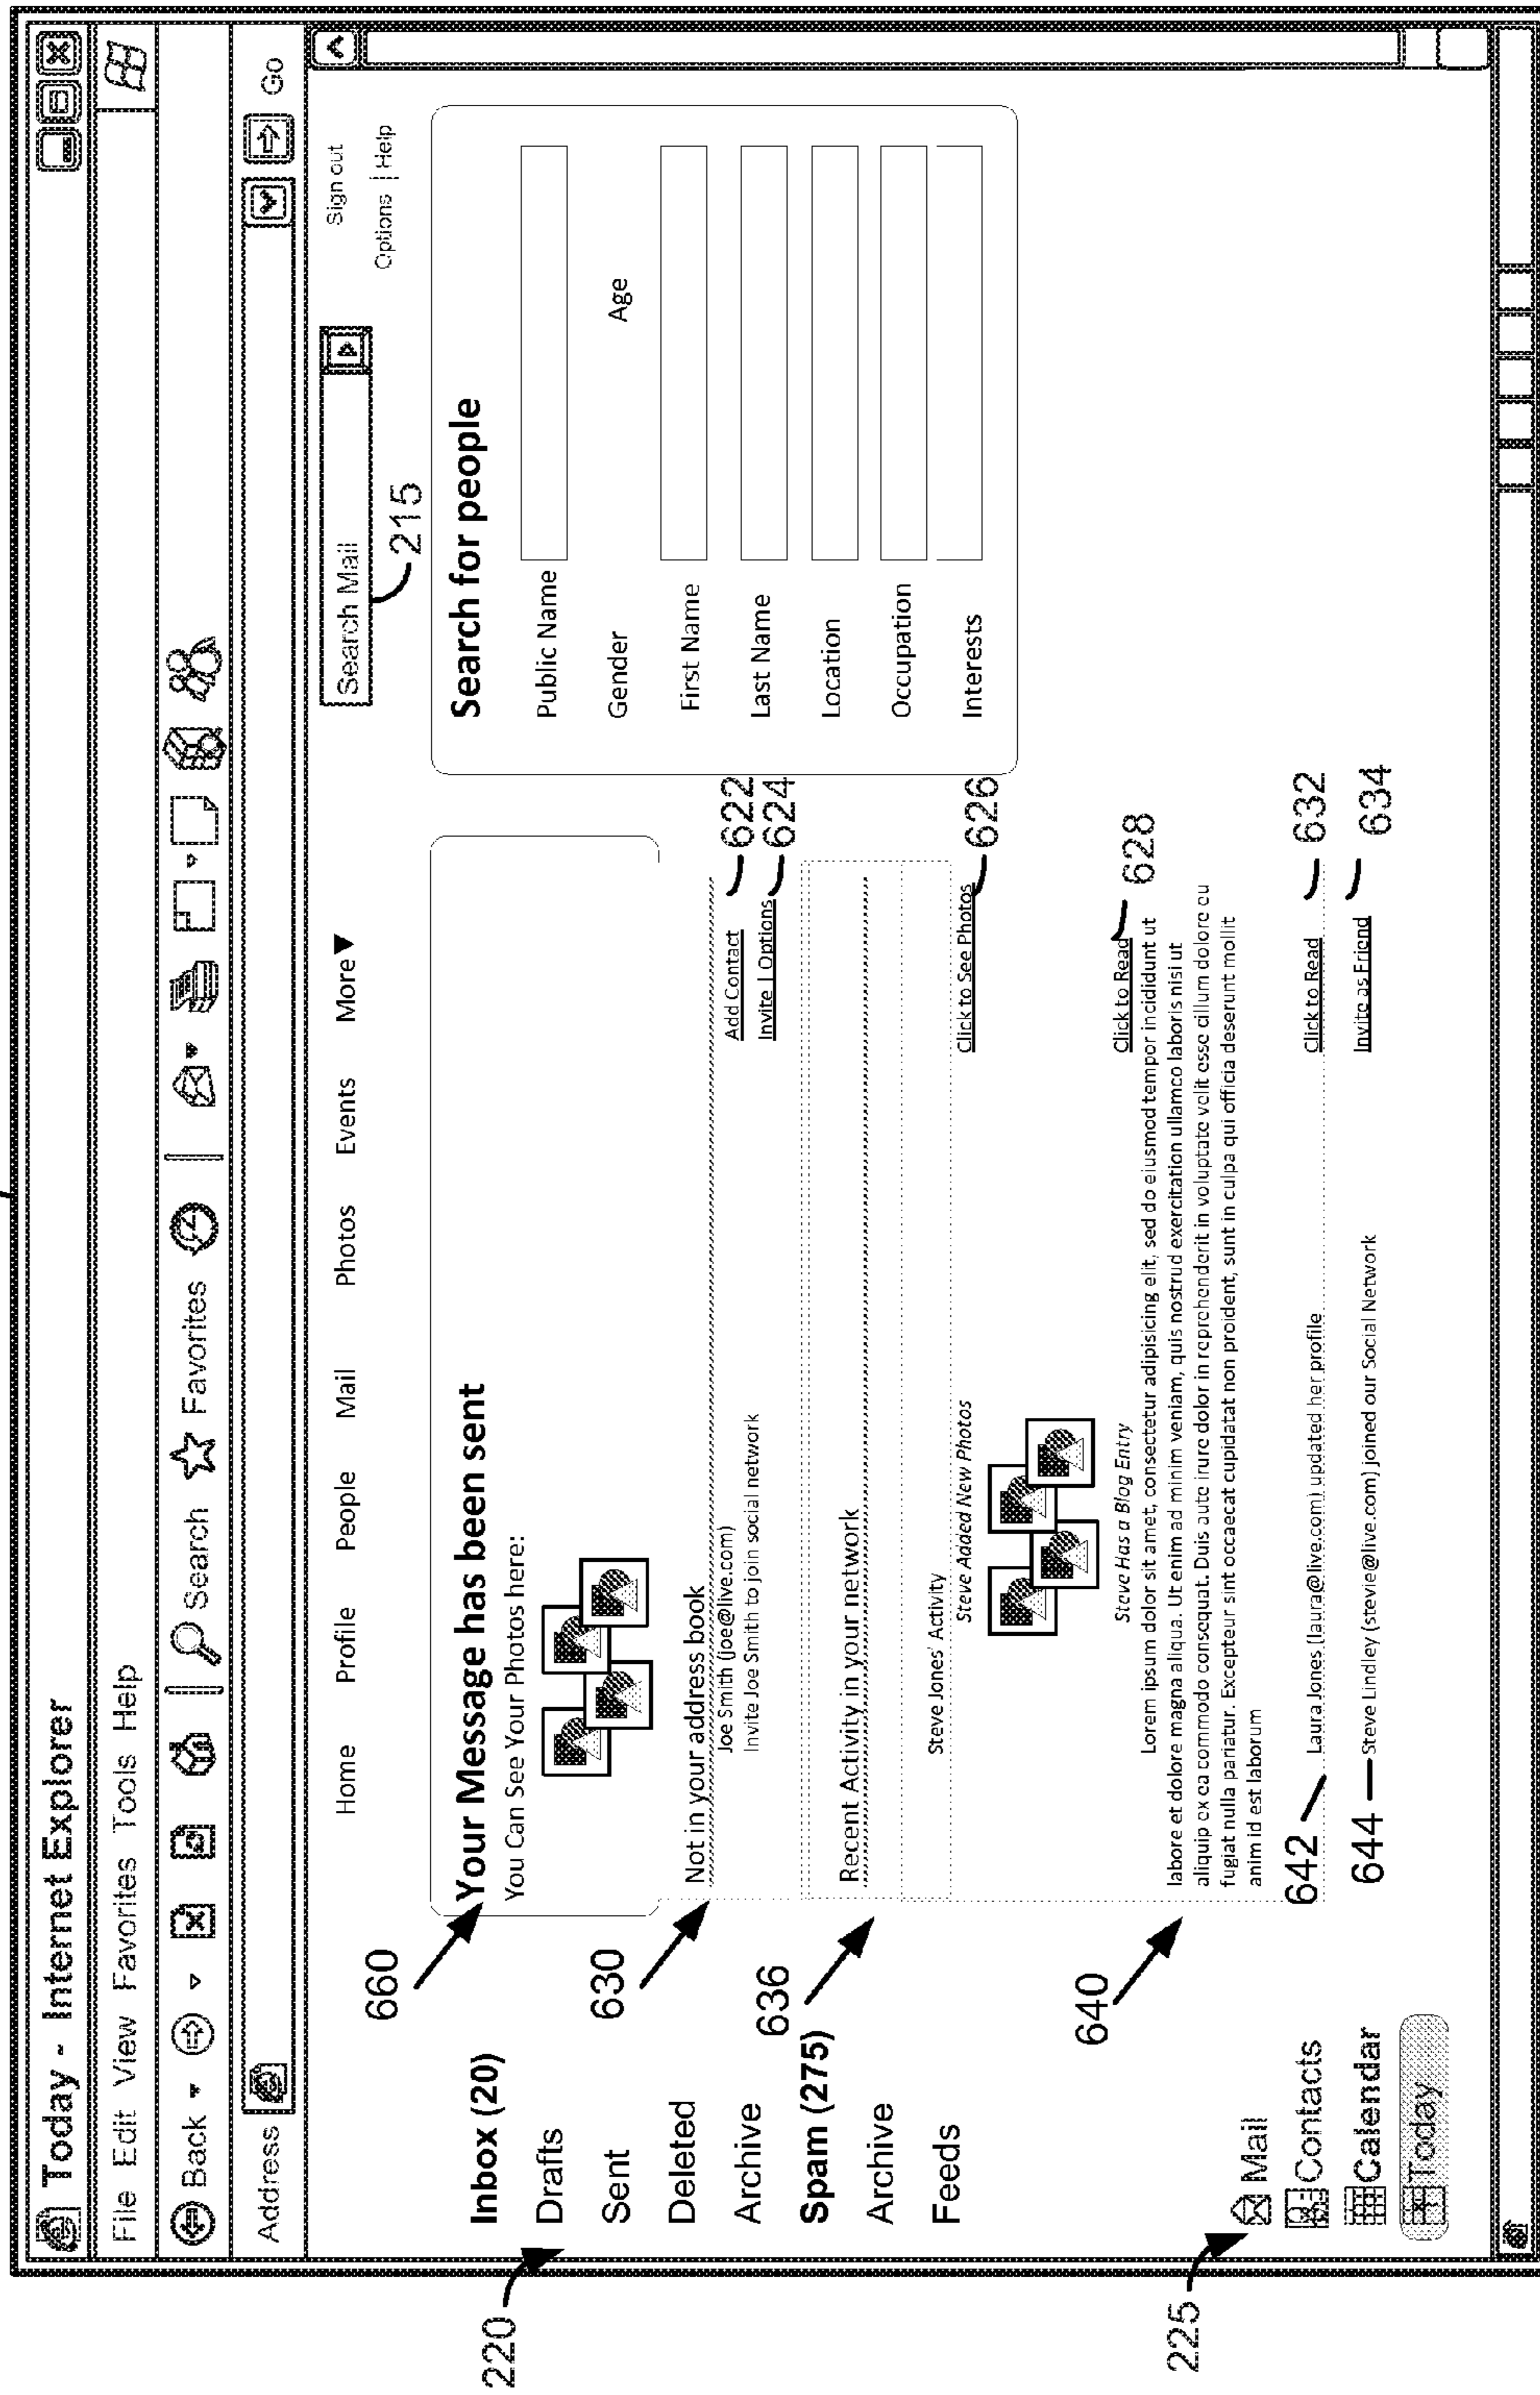 Today - Internet Explorer
File Edit View Favorites Tools Help
Back Search Favorites
Address Go
Home Profile People Mail Photos Events More
Search Mail
215
Sign out
Options | Help
220
Inbox (20)
Drafts
Sent
Deleted
Archive
Spam (275)
Archive
Feeds
225
Mail
Contacts
Calendar
Today
660
Your Message has been sent
You Can See Your Photos here:
630
Not in your address book
Joe Smith (joe@live.com) Add Contact 622
Invite Joe Smith to join social network Invite | Options 624
636
Recent Activity in your network
Steve Jones' Activity
Steve Added New Photos Click to See Photos 626
640
Steve Has a Blog Entry Click to Read 628
Lorem ipsum dolor sit amet, consectetur adipisicing elit, sed do eiusmod tempor incididunt ut
labore et dolore magna aliqua. Ut enim ad minim veniam, quis nostrud exercitation ullamco laboris nisi ut
aliquip ex ea commodo consequat. Duis aute irure dolor in reprehenderit in voluptate velit esse cillum dolore eu
fugiat nulla pariatur. Excepteur sint occaecat cupidatat non proident, sunt in culpa qui officia deserunt mollit
anim id est laborum
642 Laura Jones (laura@live.com) updated her profile Click to Read 632
644 Steve Lindley (stevie@live.com) joined our Social Network Invite as Friend 634
Search for people
Public Name
Gender Age
First Name
Last Name
Location
Occupation
Interests